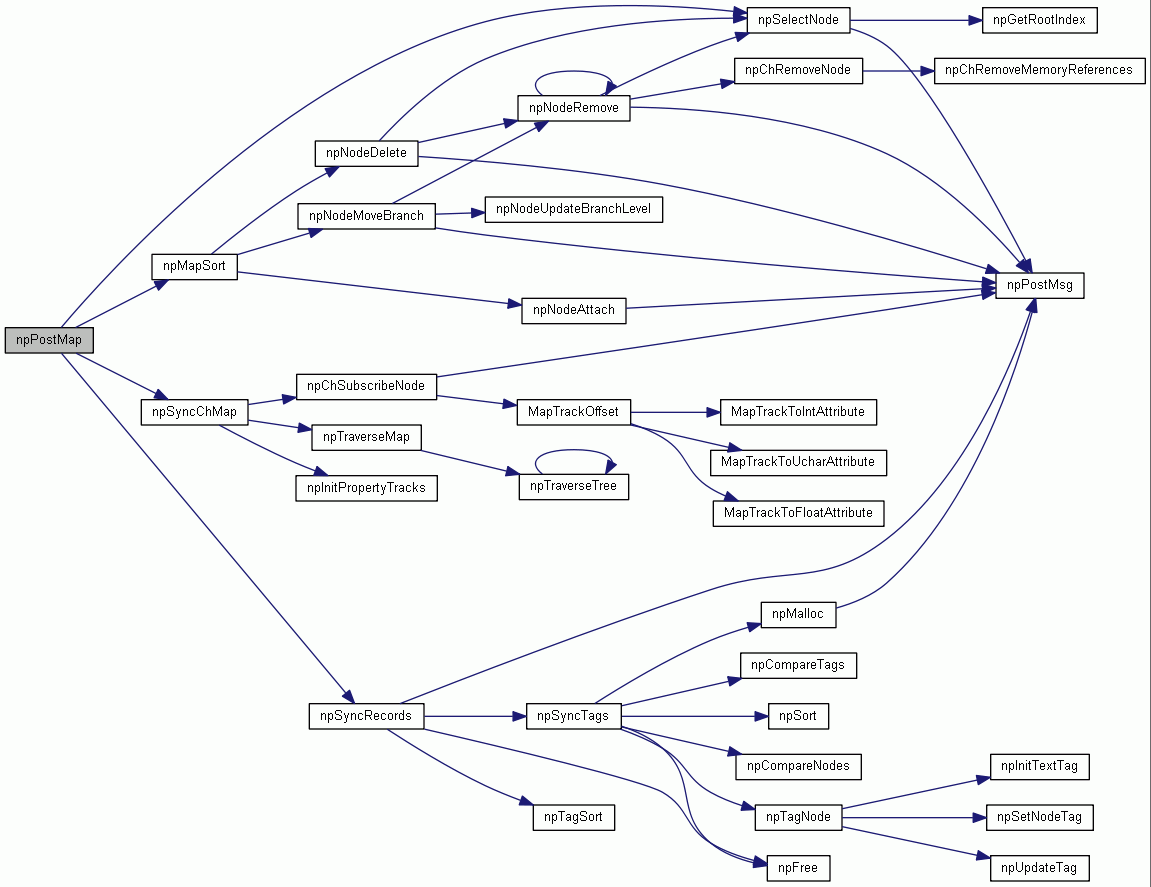 npSelectNode
npGetRootIndex
npChRemoveNode
npChRemoveMemoryReferences
npNodeRemove
npNodeDelete
npNodeUpdateBranchLevel
npNodeMoveBranch
npMapSort
npPostMsg
npNodeAttach
npPostMap
npChSubscribeNode
npSyncChMap
MapTrackOffset
MapTrackToIntAttribute
npTraverseMap
MapTrackToUcharAttribute
npInitPropertyTracks
npTraverseTree
MapTrackToFloatAttribute
npMalloc
npCompareTags
npSyncRecords
npSyncTags
npSort
npCompareNodes
npInitTextTag
npTagSort
npTagNode
npSetNodeTag
npFree
npUpdateTag